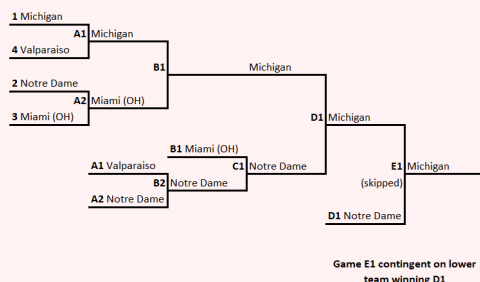 1 Michigan
A1 Michigan
4 Valparaiso
B1 Michigan
2 Notre Dame
A2 Miami (OH)
3 Miami (OH)
D1 Michigan
B1 Miami (OH)
C1 Notre Dame
A1 Valparaiso
B2 Notre Dame
A2 Notre Dame
E1 Michigan
(skipped)
D1 Notre Dame
Game E1 contingent on lower
team winning D1